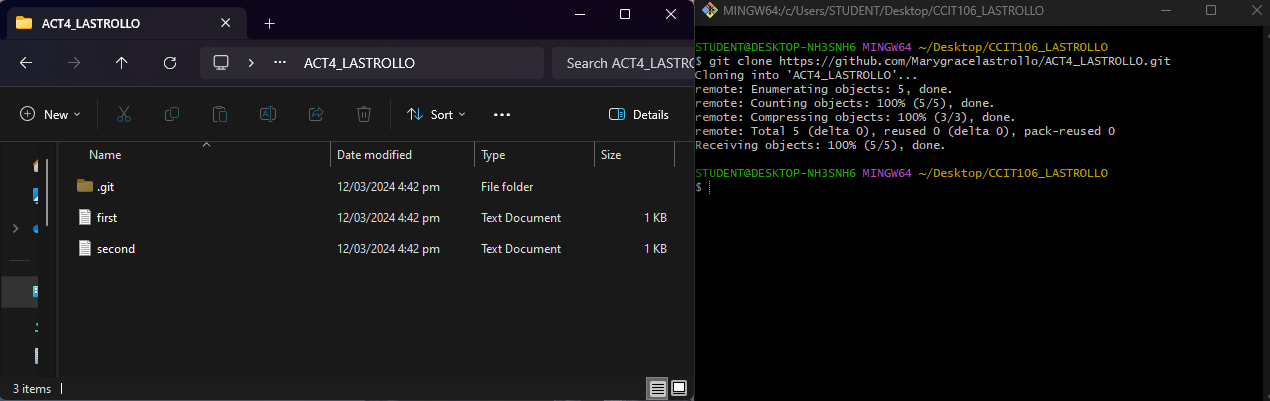 ACT4_LASTROLLO
ACT4_LASTROLLO
Search ACT4_LASTRO
New
Sort
Details
Name Date modified Type Size
.git 12/03/2024 4:42 pm File folder
first 12/03/2024 4:42 pm Text Document 1 KB
second 12/03/2024 4:42 pm Text Document 1 KB
3 items
MINGW64:/c/Users/STUDENT/Desktop/CCIT106_LASTROLLO
STUDENT@DESKTOP-NH3SNH6 MINGW64 ~/Desktop/CCIT106_LASTROLLO
$ git clone https://github.com/Marygracelastrollo/ACT4_LASTROLLO.git
Cloning into 'ACT4_LASTROLLO'...
remote: Enumerating objects: 5, done.
remote: Counting objects: 100% (5/5), done.
remote: Compressing objects: 100% (3/3), done.
remote: Total 5 (delta 0), reused 0 (delta 0), pack-reused 0
Receiving objects: 100% (5/5), done.
STUDENT@DESKTOP-NH3SNH6 MINGW64 ~/Desktop/CCIT106_LASTROLLO
$